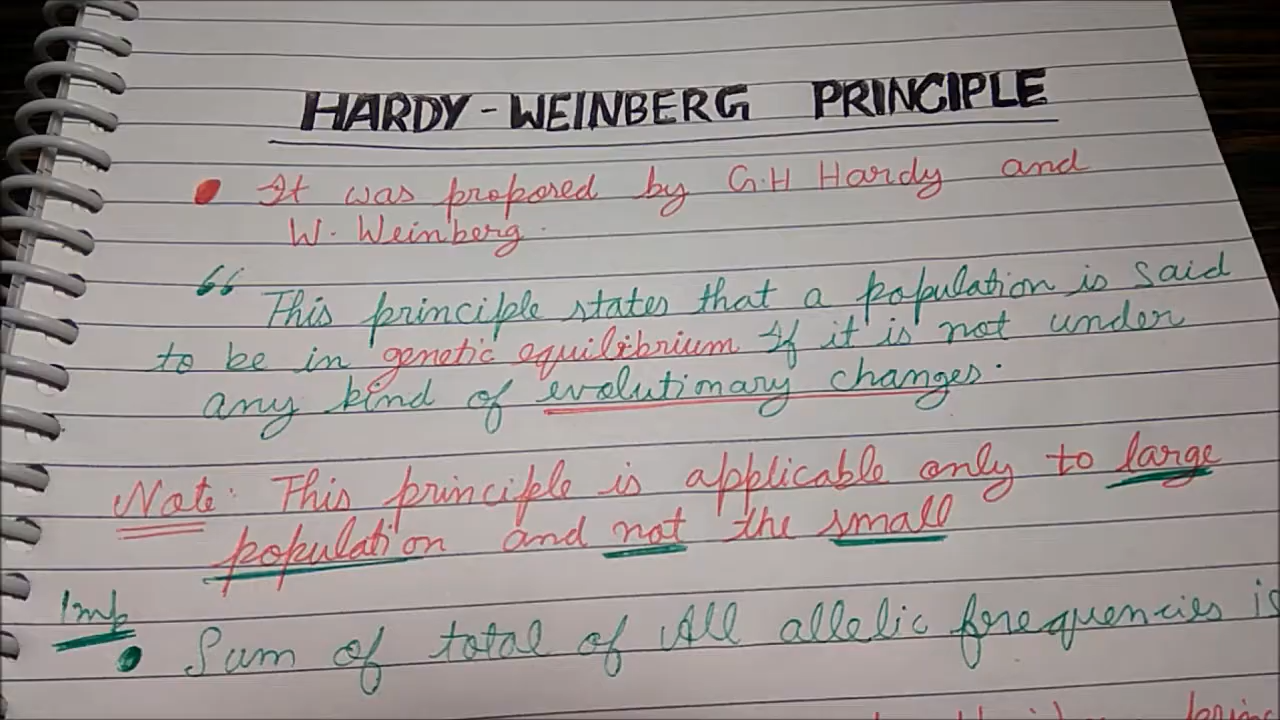 HARDY-WEINBERG PRINCIPLE
• It was propored by G.H Hardy and
W. Weinberg.
“ This principle states that a population is said
to be in genetic equilibrium If it is not under
any kind of evolutimary changes.
Note: This principle is applicable only to large
population and not the small
Imp
• Sum of total of All allelic frequencies is